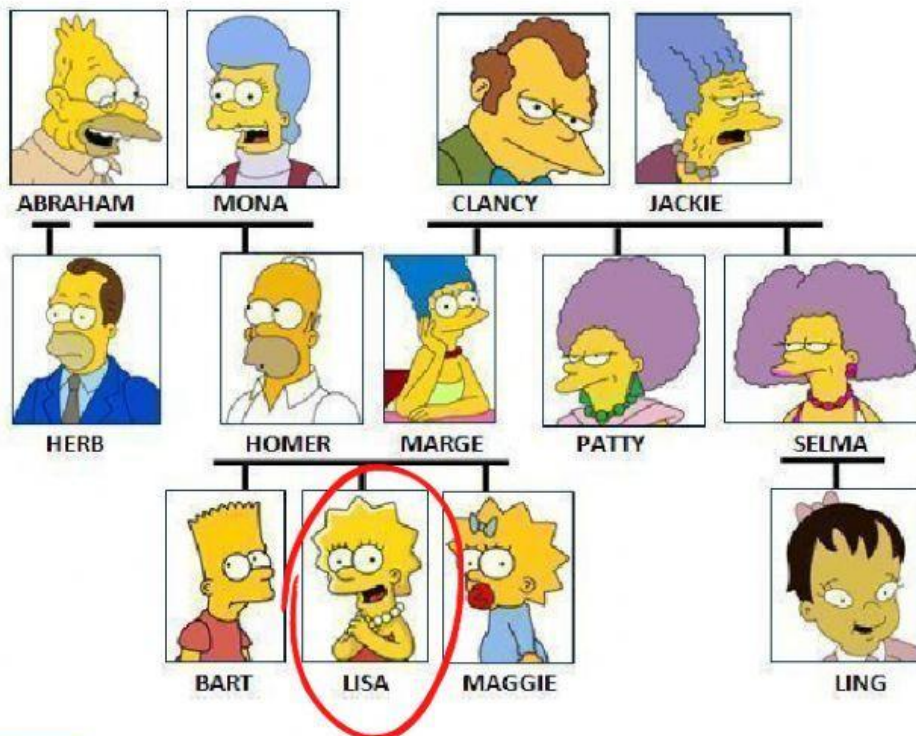 ABRAHAM MONA CLANCY JACKIE
HERB HOMER MARGE PATTY SELMA
BART LISA MAGGIE LING